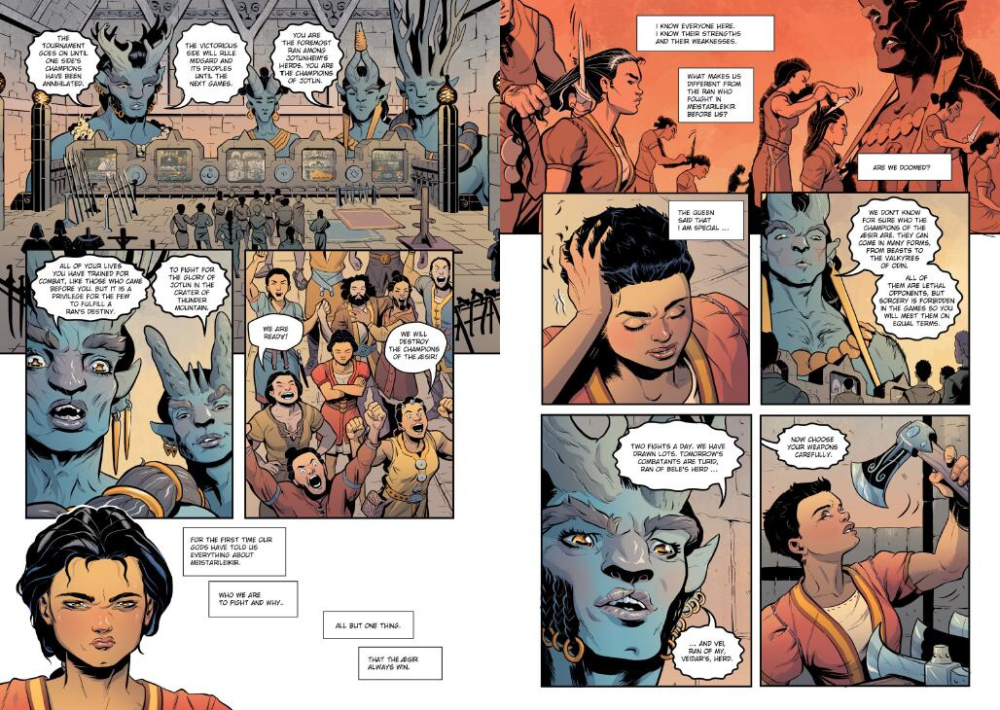 THE
TOURNAMENT
GOES ON UNTIL
ONE SIDE'S
CHAMPIONS
HAVE BEEN
ANNIHILATED.
THE VICTORIOUS
SIDE WILL RULE
MIDGARD AND
ITS PEOPLES
UNTIL THE
NEXT GAMES.
YOU ARE
THE FOREMOST
RAN AMONG
JOTUNHEIM'S
HERDS. YOU ARE
THE CHAMPIONS
OF JOTUN.
ALL OF YOUR LIVES
YOU HAVE TRAINED FOR
COMBAT, LIKE THOSE WHO CAME
BEFORE YOU. BUT IT IS A
PRIVILEGE FOR THE FEW
TO FULFILL A
RAN'S DESTINY.
TO FIGHT FOR
THE GLORY OF
JOTUN IN THE
CRATER OF
THUNDER
MOUNTAIN.
WE ARE
READY!
WE WILL
DESTROY
THE CHAMPIONS
OF THE ÆSIR!
FOR THE FIRST TIME OUR
GODS HAVE TOLD US
EVERYTHING ABOUT
MEISTARILEIKIR.
WHO WE ARE
TO FIGHT AND WHY..
ALL BUT ONE THING.
THAT THE ÆSIR
ALWAYS WIN.
I KNOW EVERYONE HERE.
I KNOW THEIR STRENGTHS
AND THEIR WEAKNESSES.
WHAT MAKES US
DIFFERENT FROM
THE RAN WHO
FOUGHT IN
MEISTARILEIKIR
BEFORE US?
ARE WE DOOMED?
THE QUEEN
SAID THAT
I AM SPECIAL ...
WE DON'T KNOW
FOR SURE WHO THE
CHAMPIONS OF THE
ÆSIR ARE. THEY CAN
COME IN MANY FORMS,
FROM BEASTS TO
THE VALKYRIES
OF ODIN.
ALL OF
THEM ARE LETHAL
OPPONENTS, BUT
SORCERY IS FORBIDDEN
IN THE GAMES SO YOU
WILL MEET THEM ON
EQUAL TERMS.
TWO FIGHTS A DAY. WE HAVE
DRAWN LOTS. TOMORROW'S
COMBATANTS ARE TURID,
RAN OF BELE'S HERD ...
... AND VEI,
RAN OF MY,
VEIDAR'S, HERD.
NOW CHOOSE
YOUR WEAPONS
CAREFULLY.